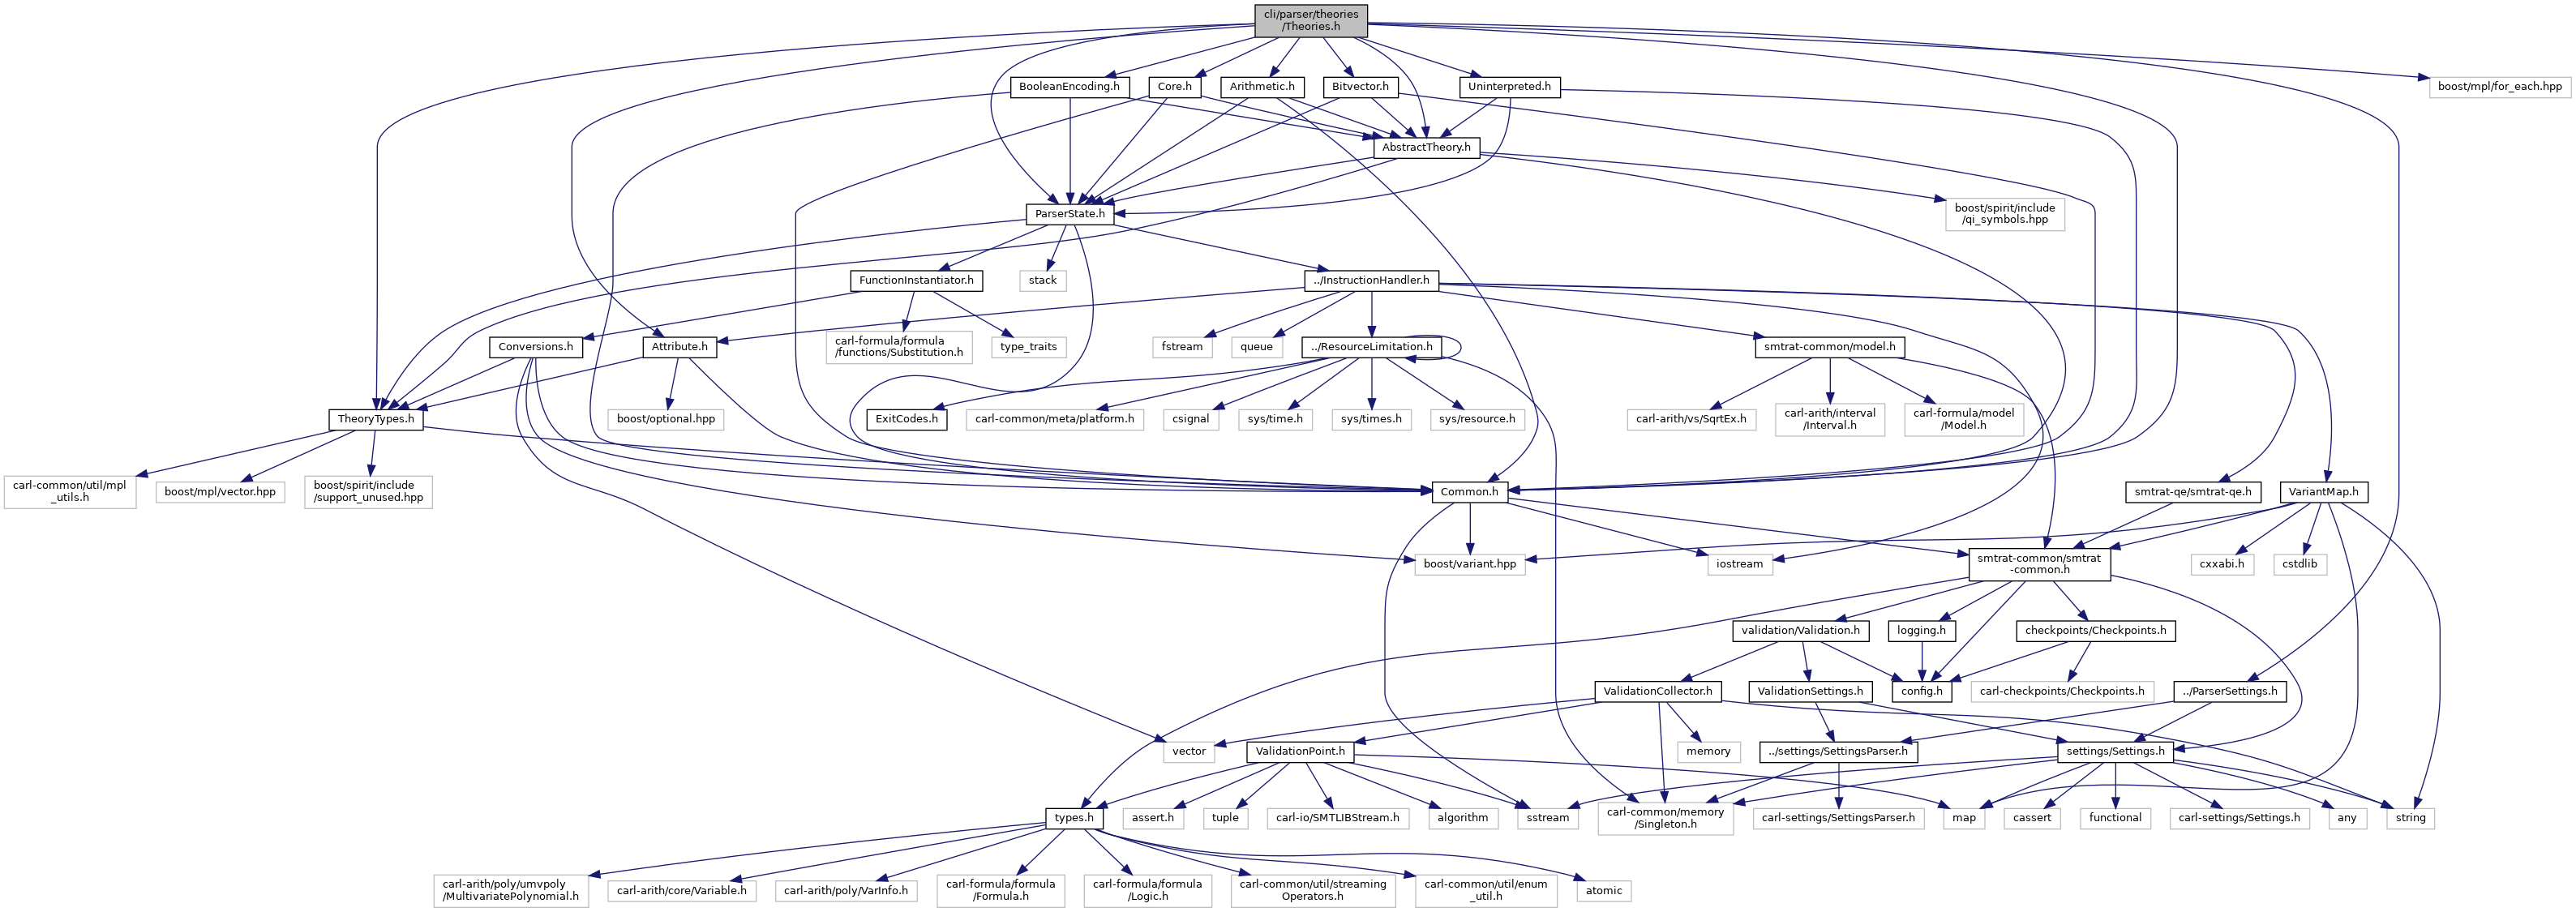 cli/parser/theories
/Theories.h
BooleanEncoding.h
Core.h
Arithmetic.h
Bitvector.h
Uninterpreted.h
boost/mpl/for_each.hpp
AbstractTheory.h
ParserState.h
boost/spirit/include
/qi_symbols.hpp
FunctionInstantiator.h
stack
../InstructionHandler.h
Conversions.h
Attribute.h
carl-formula/formula
/functions/Substitution.h
type_traits
fstream
queue
../ResourceLimitation.h
smtrat-common/model.h
TheoryTypes.h
boost/optional.hpp
ExitCodes.h
carl-common/meta/platform.h
csignal
sys/time.h
sys/times.h
sys/resource.h
carl-arith/vs/SqrtEx.h
carl-arith/interval
/Interval.h
carl-formula/model
/Model.h
carl-common/util/mpl
_utils.h
boost/mpl/vector.hpp
boost/spirit/include
/support_unused.hpp
Common.h
smtrat-qe/smtrat-qe.h
VariantMap.h
boost/variant.hpp
iostream
smtrat-common/smtrat
-common.h
cxxabi.h
cstdlib
validation/Validation.h
logging.h
checkpoints/Checkpoints.h
ValidationCollector.h
ValidationSettings.h
config.h
carl-checkpoints/Checkpoints.h
../ParserSettings.h
vector
ValidationPoint.h
memory
../settings/SettingsParser.h
settings/Settings.h
types.h
assert.h
tuple
carl-io/SMTLIBStream.h
algorithm
sstream
carl-common/memory
/Singleton.h
carl-settings/SettingsParser.h
map
cassert
functional
carl-settings/Settings.h
any
string
carl-arith/poly/umvpoly
/MultivariatePolynomial.h
carl-arith/core/Variable.h
carl-arith/poly/VarInfo.h
carl-formula/formula
/Formula.h
carl-formula/formula
/Logic.h
carl-common/util/streaming
Operators.h
carl-common/util/enum
_util.h
atomic